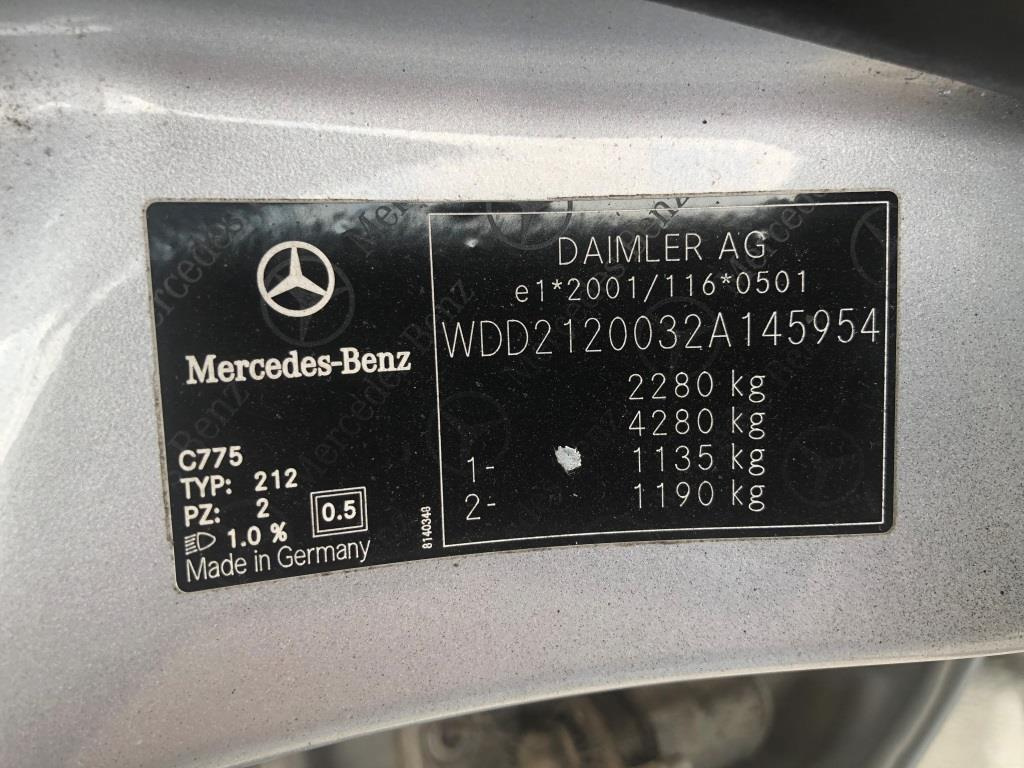 Mercedes-Benz
C775
TYP: 212
PZ: 2
1.0 %
0.5
Made in Germany
8140348
DAIMLER AG
e1*2001/116*0501
WDD2120032A145954
2280 kg
4280 kg
1- 1135 kg
2- 1190 kg